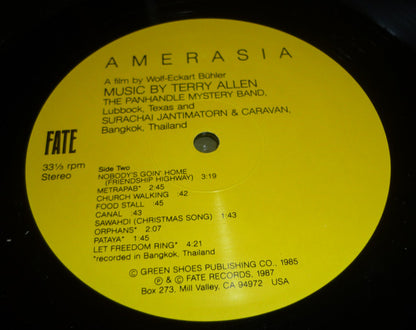 AMERASIA
A film by Wolf-Eckart Bühler
MUSIC BY TERRY ALLEN
THE PANHANDLE MYSTERY BAND,
Lubbock, Texas and
SURACHAI JANTIMATORN & CARAVAN,
Bangkok, Thailand
FATE
33⅓ rpm
Stereo
Side Two
NOBODY'S GOIN' HOME
(FRIENDSHIP HIGHWAY) 3:19
METRAPAB* 2:45
CHURCH WALKING :42
FOOD STALL :45
CANAL :43
SAWAHDI (CHRISTMAS SONG) 1:43
ORPHANS* 2:07
PATAYA* 1:45
LET FREEDOM RING* 4:21
*recorded in Bangkok, Thailand
© GREEN SHOES PUBLISHING CO., 1985
℗ & © FATE RECORDS, 1987
Box 273, Mill Valley, CA 94972 USA